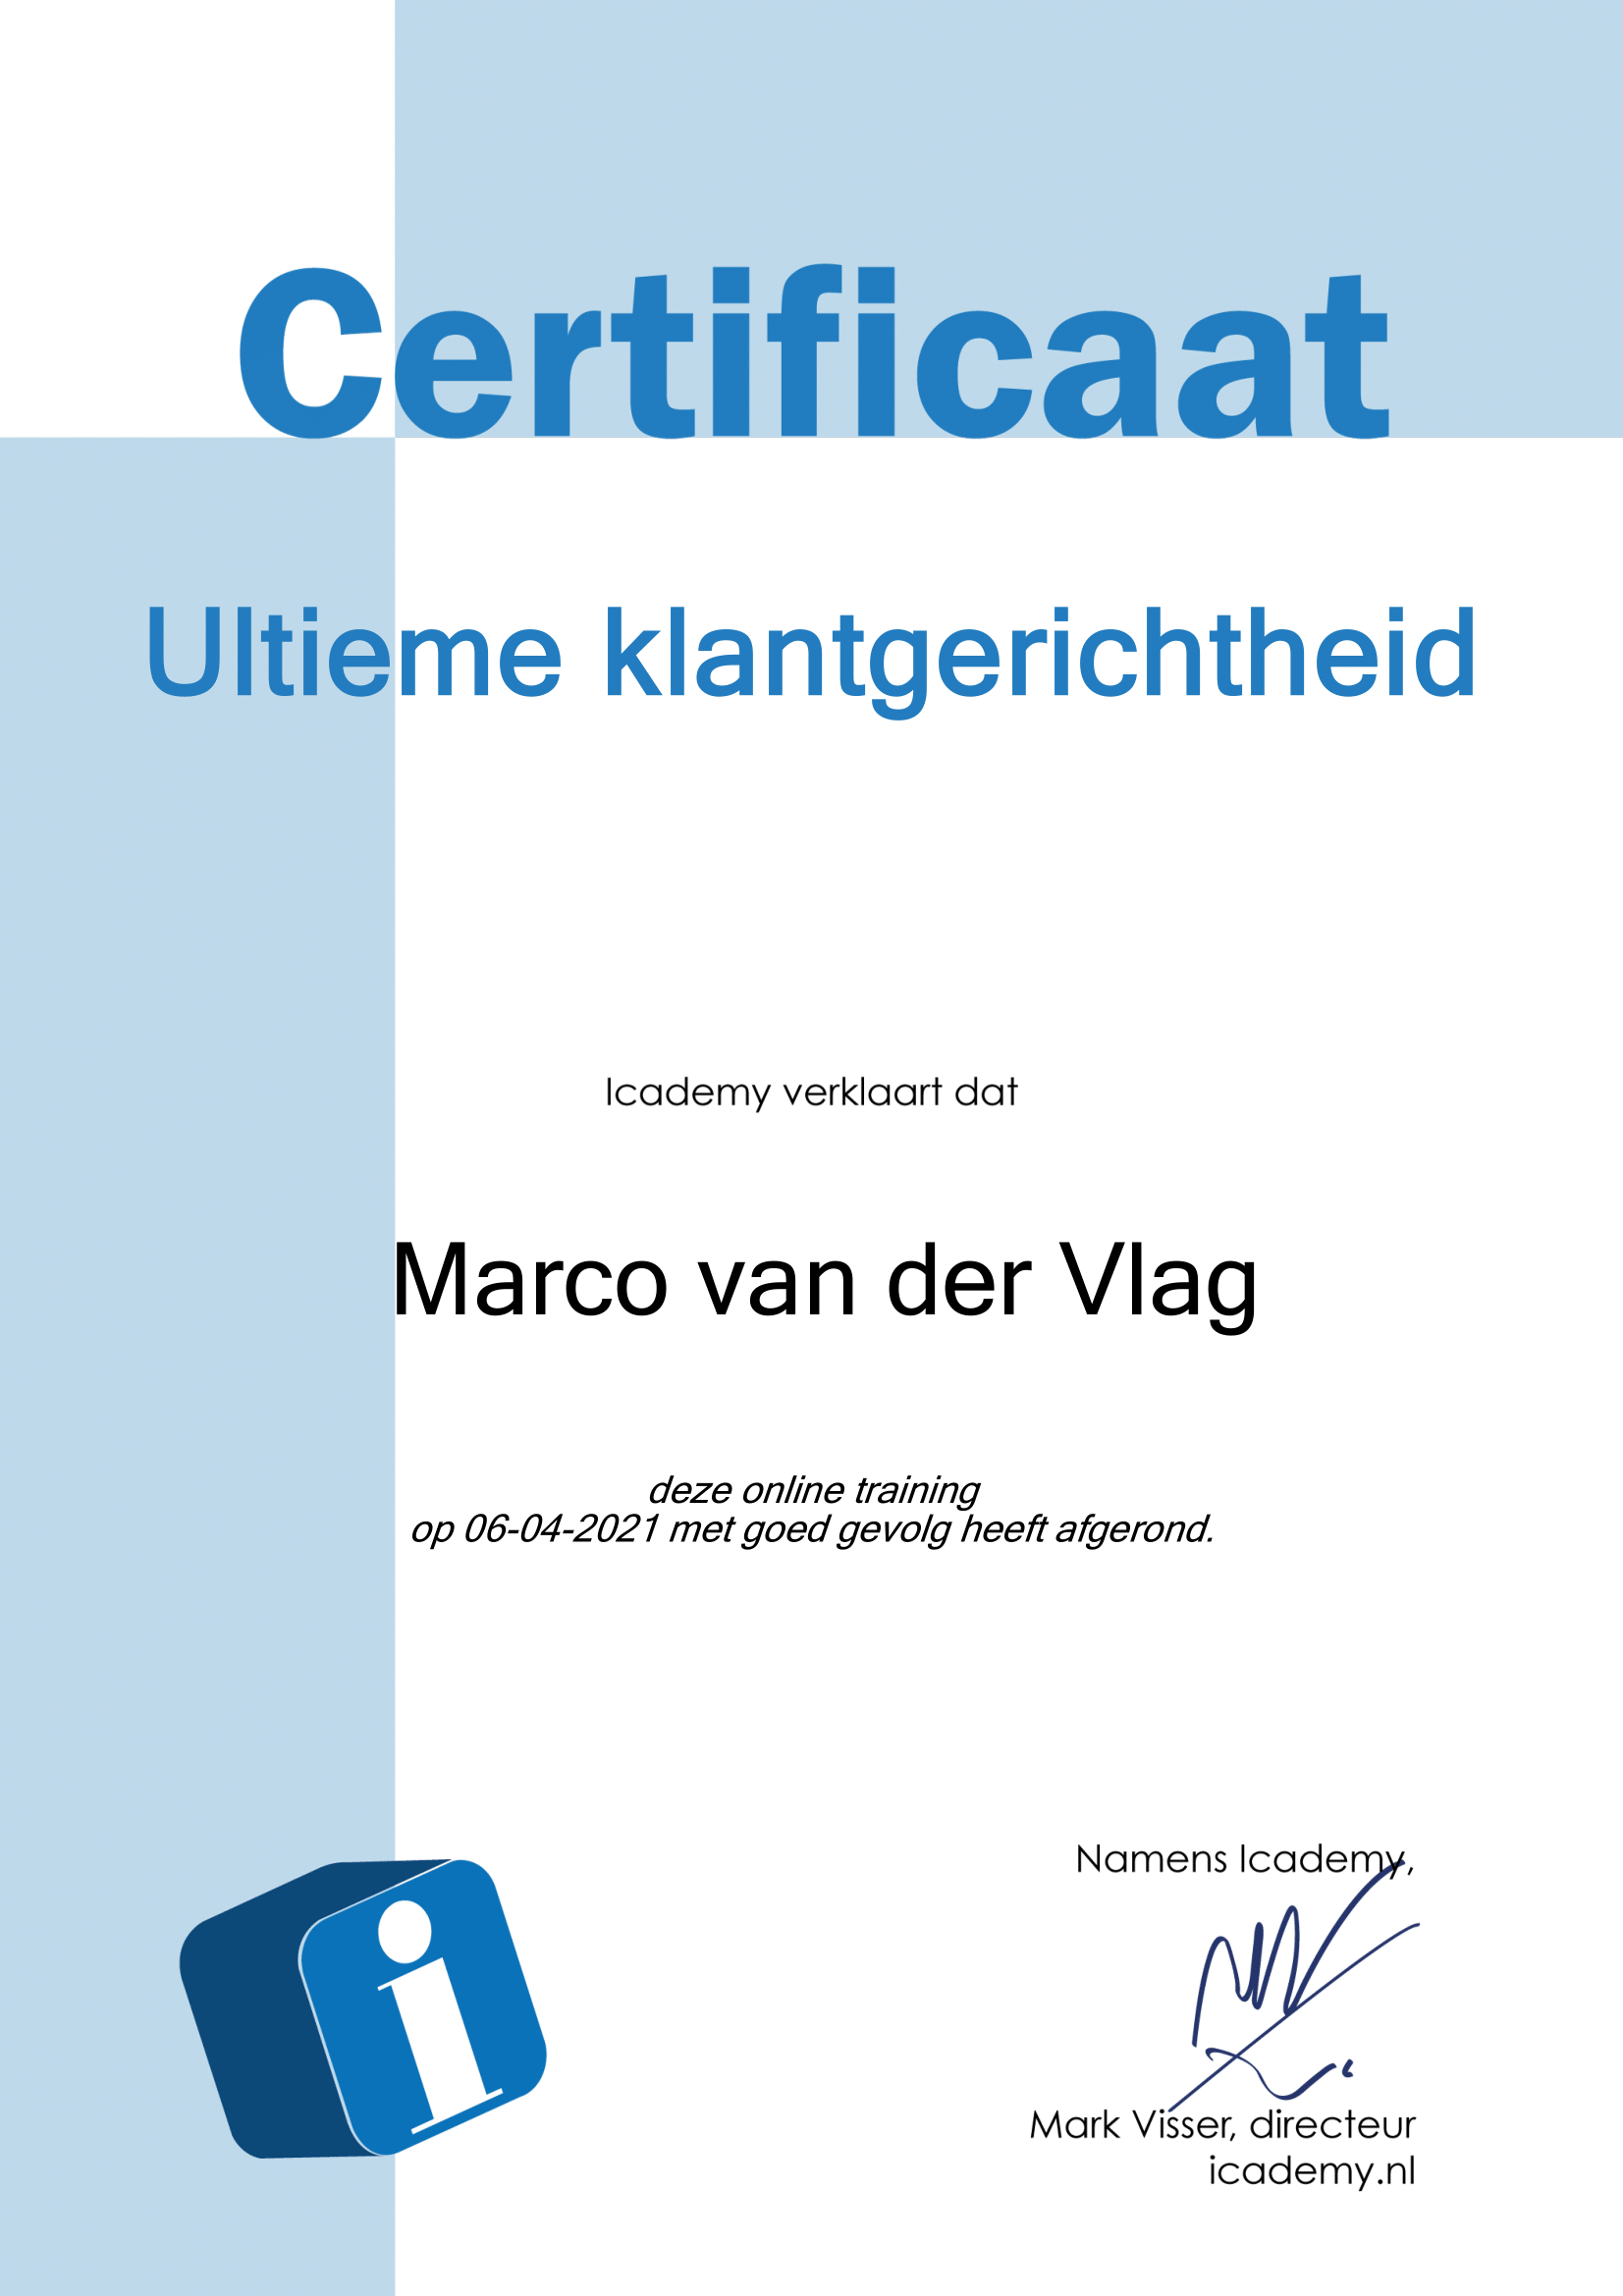 Certificaat
Ultieme klantgerichtheid
Icademy verklaart dat
Marco van der Vlag
deze online training
op 06-04-2021 met goed gevolg heeft afgerond.
Namens Icademy,
i
Mark Visser, directeur
icademy.nl